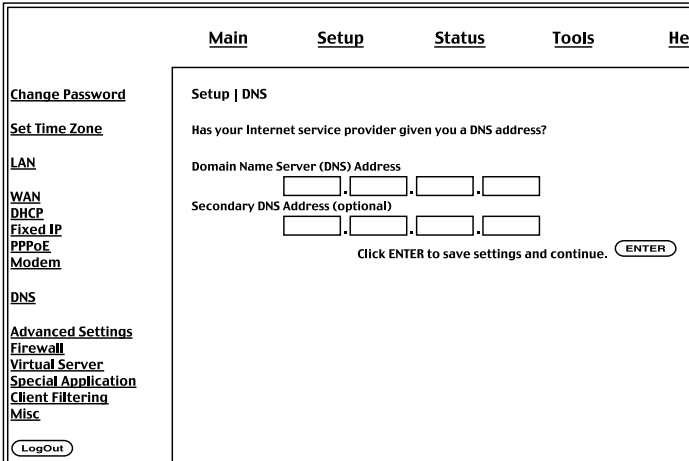 Main Setup Status Tools He
Change Password
Set Time Zone
LAN
WAN
DHCP
Fixed IP
PPPoE
Modem
DNS
Advanced Settings
Firewall
Virtual Server
Special Application
Client Filtering
Misc
LogOut
Setup | DNS
Has your Internet service provider given you a DNS address?
Domain Name Server (DNS) Address
. . .
Secondary DNS Address (optional)
. . .
Click ENTER to save settings and continue. ENTER